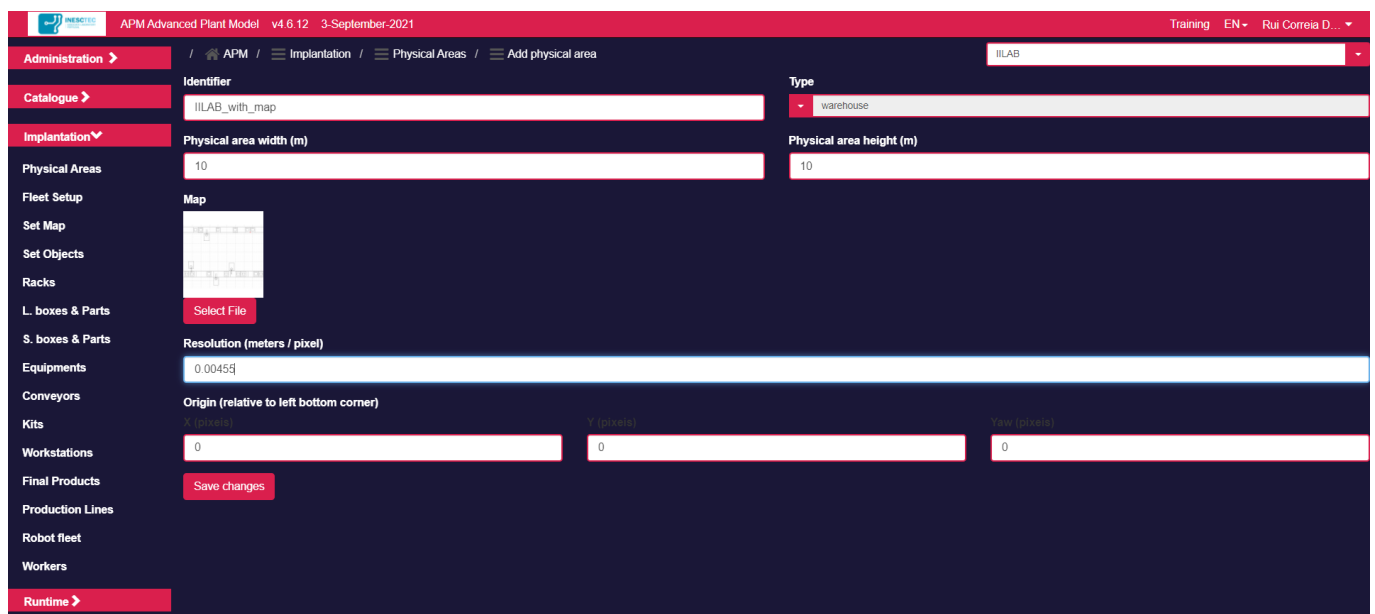 INESCTEC APM Advanced Plant Model v4.6.12 3-September-2021 Training EN Rui Correia D...
Administration
Catalogue
Implantation
Physical Areas
Fleet Setup
Set Map
Set Objects
Racks
L. boxes & Parts
S. boxes & Parts
Equipments
Conveyors
Kits
Workstations
Final Products
Production Lines
Robot fleet
Workers
Runtime
/ APM / Implantation / Physical Areas / Add physical area IILAB
Identifier Type
IILAB_with_map warehouse
Physical area width (m) Physical area height (m)
10 10
Map
Select File
Resolution (meters / pixel)
0.00455
Origin (relative to left bottom corner)
X (pixels) Y (pixels) Yaw (pixels)
0 0 0
Save changes